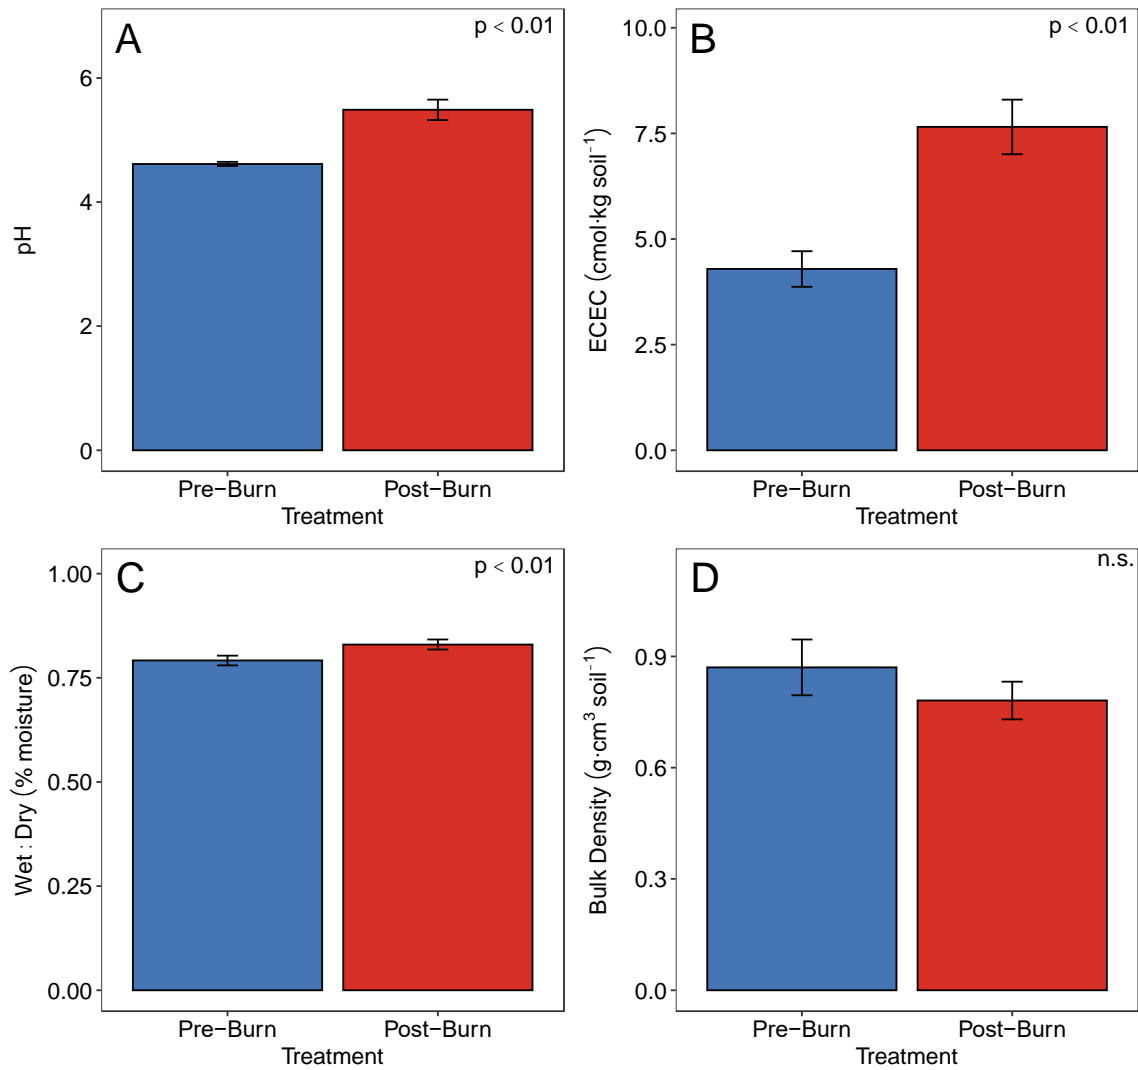 A
p < 0.01
6
4
2
0
pH
Pre−Burn Post−Burn
Treatment
B
p < 0.01
10.0
7.5
5.0
2.5
0.0
ECEC (cmol·kg soil⁻¹)
Pre−Burn Post−Burn
Treatment
C
p < 0.01
1.00
0.75
0.50
0.25
0.00
Wet : Dry (% moisture)
Pre−Burn Post−Burn
Treatment
D
n.s.
0.9
0.6
0.3
0.0
Bulk Density (g·cm³ soil⁻¹)
Pre−Burn Post−Burn
Treatment